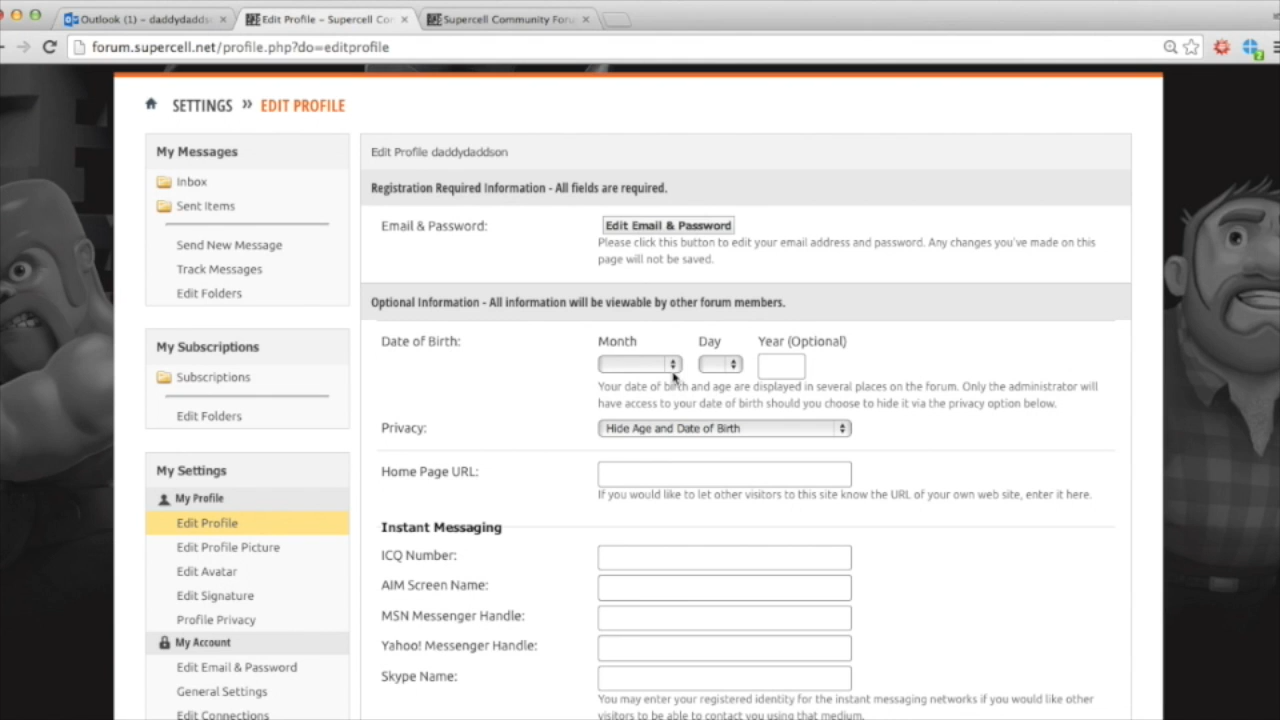 Outlook (1) – daddydadds
Edit Profile – Supercell Co
Supercell Community Foru
forum.supercell.net/profile.php?do=editprofile
SETTINGS » EDIT PROFILE
My Messages
Inbox
Sent Items
Send New Message
Track Messages
Edit Folders
My Subscriptions
Subscriptions
Edit Folders
My Settings
My Profile
Edit Profile
Edit Profile Picture
Edit Avatar
Edit Signature
Profile Privacy
My Account
Edit Email & Password
General Settings
Edit Connections
Edit Profile daddydaddson
Registration Required Information - All fields are required.
Email & Password:
Edit Email & Password
Please click this button to edit your email address and password. Any changes you've made on this
page will not be saved.
Optional Information - All information will be viewable by other forum members.
Date of Birth:
Month Day Year (Optional)
Your date of birth and age are displayed in several places on the forum. Only the administrator will
have access to your date of birth should you choose to hide it via the privacy option below.
Privacy:
Hide Age and Date of Birth
Home Page URL:
If you would like to let other visitors to this site know the URL of your own web site, enter it here.
Instant Messaging
ICQ Number:
AIM Screen Name:
MSN Messenger Handle:
Yahoo! Messenger Handle:
Skype Name:
You may enter your registered identity for the instant messaging networks if you would like other
visitors to be able to contact you using that medium.